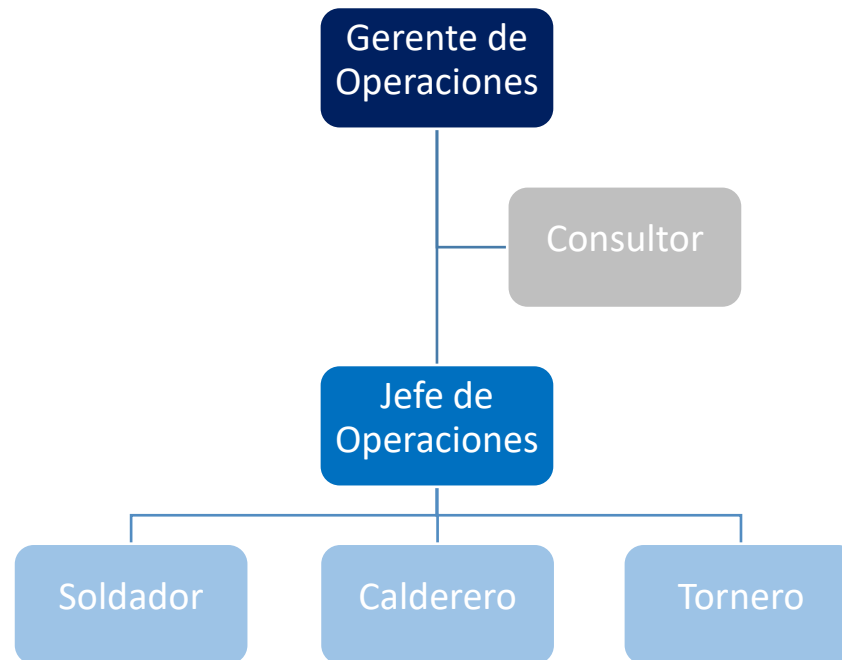 Gerente de
Operaciones
Consultor
Jefe de
Operaciones
Soldador
Calderero
Tornero